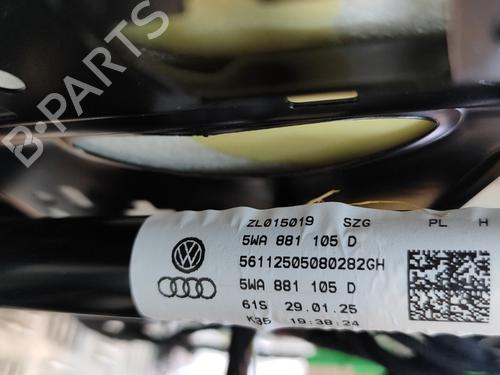 B-PARTS
ZL015019 SZG PL H
5WA 881 105 D
56112505080282GH
5WA 881 105 D
61S 29.01.25
K35 19:38:24